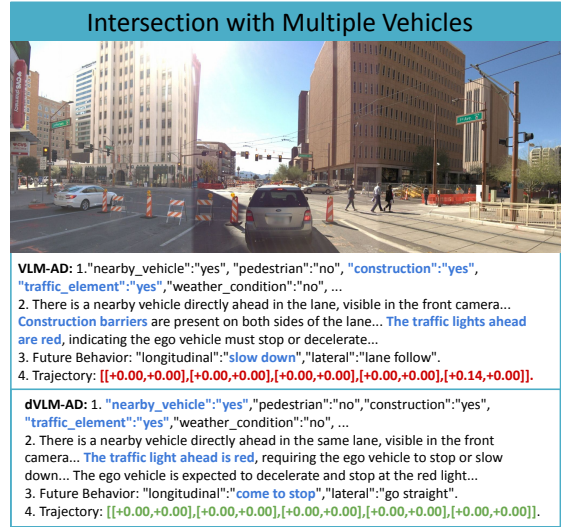 Intersection with Multiple Vehicles
VLM-AD: 1."nearby_vehicle":"yes", "pedestrian":"no", "construction":"yes",
"traffic_element":"yes","weather_condition":"no", ...
2. There is a nearby vehicle directly ahead in the lane, visible in the front camera...
Construction barriers are present on both sides of the lane... The traffic lights ahead
are red, indicating the ego vehicle must stop or decelerate...
3. Future Behavior: "longitudinal":"slow down","lateral":"lane follow".
4. Trajectory: [[+0.00,+0.00],[+0.00,+0.00],[+0.00,+0.00],[+0.00,+0.00],[+0.14,+0.00]].
dVLM-AD: 1. "nearby_vehicle":"yes","pedestrian":"no","construction":"yes",
"traffic_element":"yes","weather_condition":"no", ...
2. There is a nearby vehicle directly ahead in the same lane, visible in the front
camera... The traffic light ahead is red, requiring the ego vehicle to stop or slow
down... The ego vehicle is expected to decelerate and stop at the red light...
3. Future Behavior: "longitudinal":"come to stop","lateral":"go straight".
4. Trajectory: [[+0.00,+0.00],[+0.00,+0.00],[+0.00,+0.00],[+0.00,+0.00],[+0.00,+0.00]].